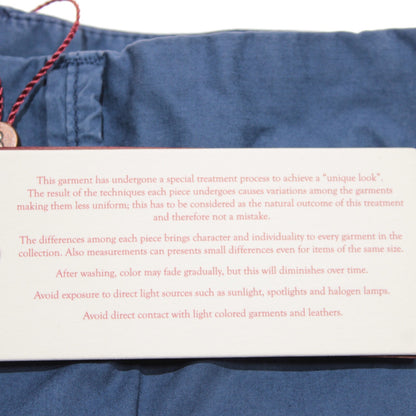 This garment has undergone a special treatment process to achieve a "unique look".
The result of the techniques each piece undergoes causes variations among the garments
making them less uniform; this has to be considered as the natural outcome of this treatment
and therefore not a mistake.
The differences among each piece brings character and individuality to every garment in the
collection. Also measurements can presents small differences even for items of the same size.
After washing, color may fade gradually, but this will diminishes over time.
Avoid exposure to direct light sources such as sunlight, spotlights and halogen lamps.
Avoid direct contact with light colored garments and leathers.